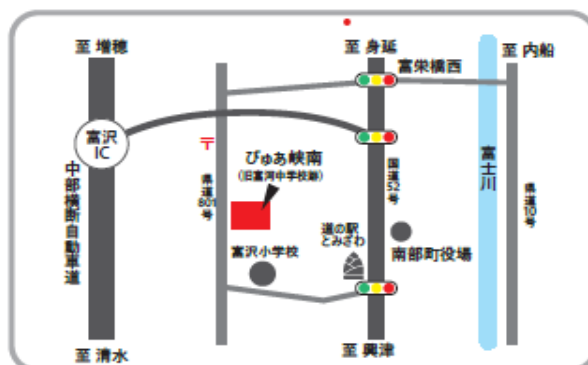 至 増穂
至 身延
至 内船
富栄橋西
富沢
IC
〒
ぴゅあ峡南
(旧富河中学校跡)
中部横断自動車道
県道801号
国道52号
富士川
県道10号
道の駅
とみざわ
富沢小学校
南部町役場
至 清水
至 興津